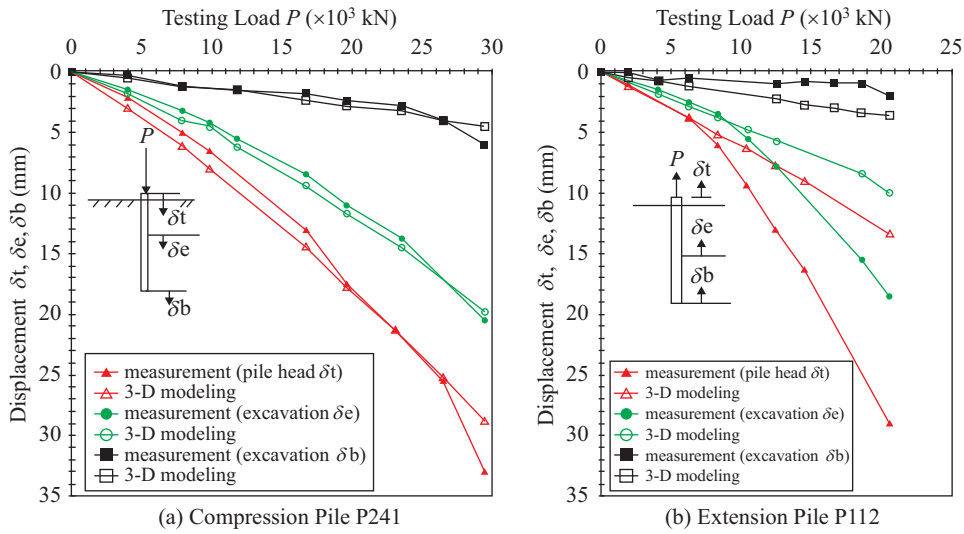 Testing Load P (×10³ kN)
0 5 10 15 20 25 30
Displacement δt, δe, δb (mm)
0
5
10
15
20
25
30
35
P
δt
δe
δb
measurement (pile head δt)
3-D modeling
measurement (excavation δe)
3-D modeling
measurement (excavation δb)
3-D modeling
(a) Compression Pile P241
Testing Load P (×10³ kN)
0 5 10 15 20 25
Displacement δt, δe, δb (mm)
0
5
10
15
20
25
30
35
P
δt
δe
δb
measurement (pile head δt)
3-D modeling
measurement (excavation δe)
3-D modeling
measurement (excavation δb)
3-D modeling
(b) Extension Pile P112